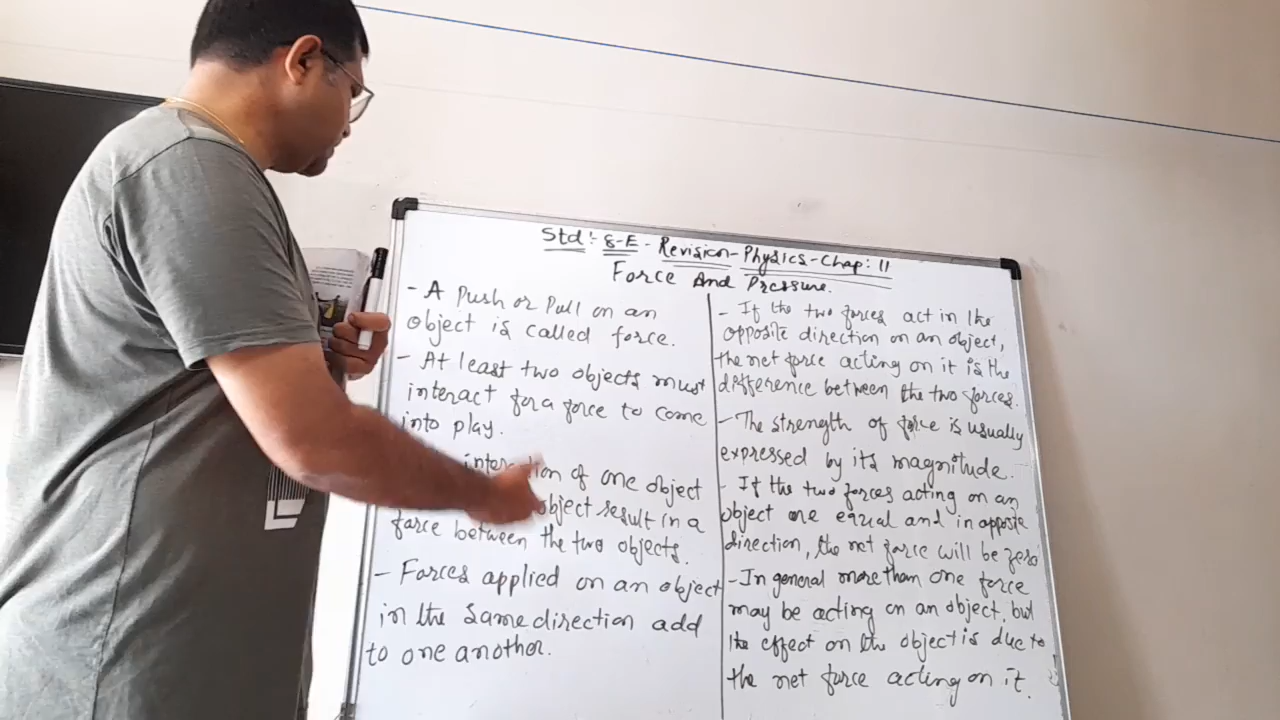 Std:- 8-E - Revision-Physics-Chap: 11
Force And Pressure.
- A Push or Pull on an
object is called force.
- At least two objects must
interact for a force to come
into play.
of one object
object result in a
force between the two objects.
- Forces applied on an object
in the same direction add
to one another.
- If the two forces act in the
opposite direction on an object,
the net force acting on it is the
difference between the two forces.
- The strength of force is usually
expressed by its magnitude.
- If the two forces acting on an
object are equal and in opposite
direction, the net force will be zero
- In general more than one force
may be acting on an object, but
the effect on the object is due to
the net force acting on it.